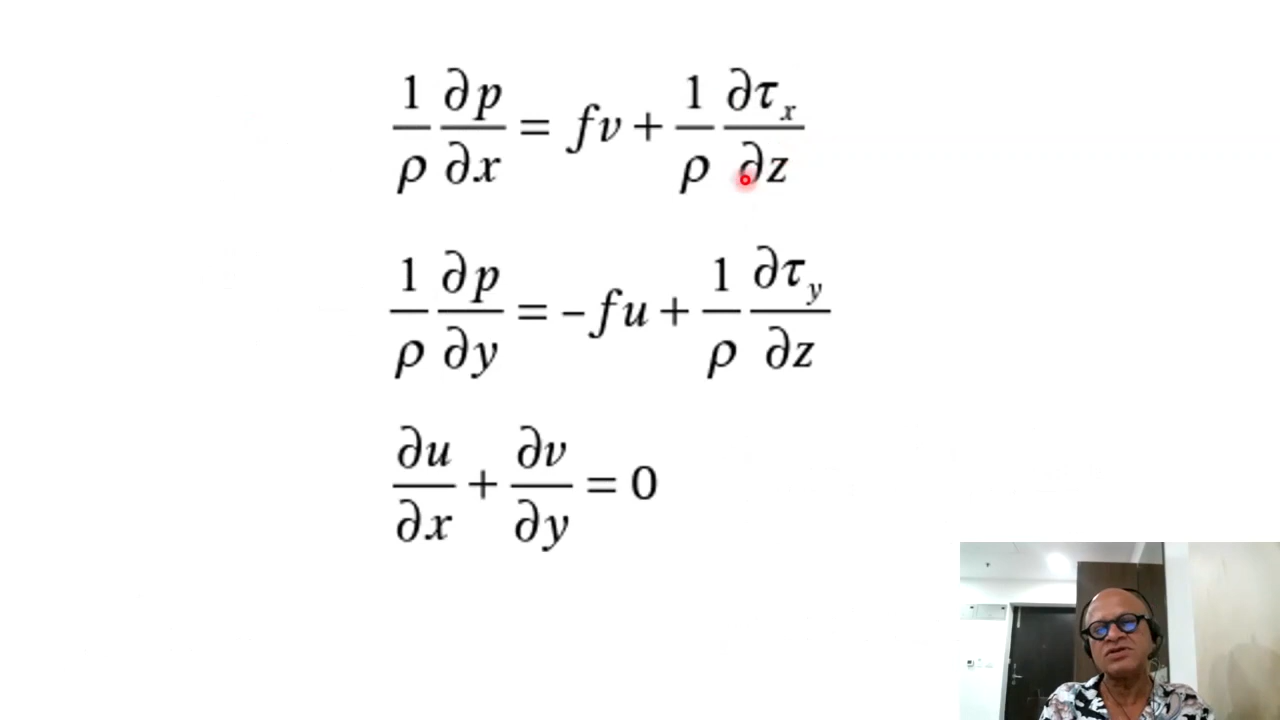 1/ρ ∂p/∂x = fv + 1/ρ ∂τ_x/∂z
1/ρ ∂p/∂y = −fu + 1/ρ ∂τ_y/∂z
∂u/∂x + ∂v/∂y = 0